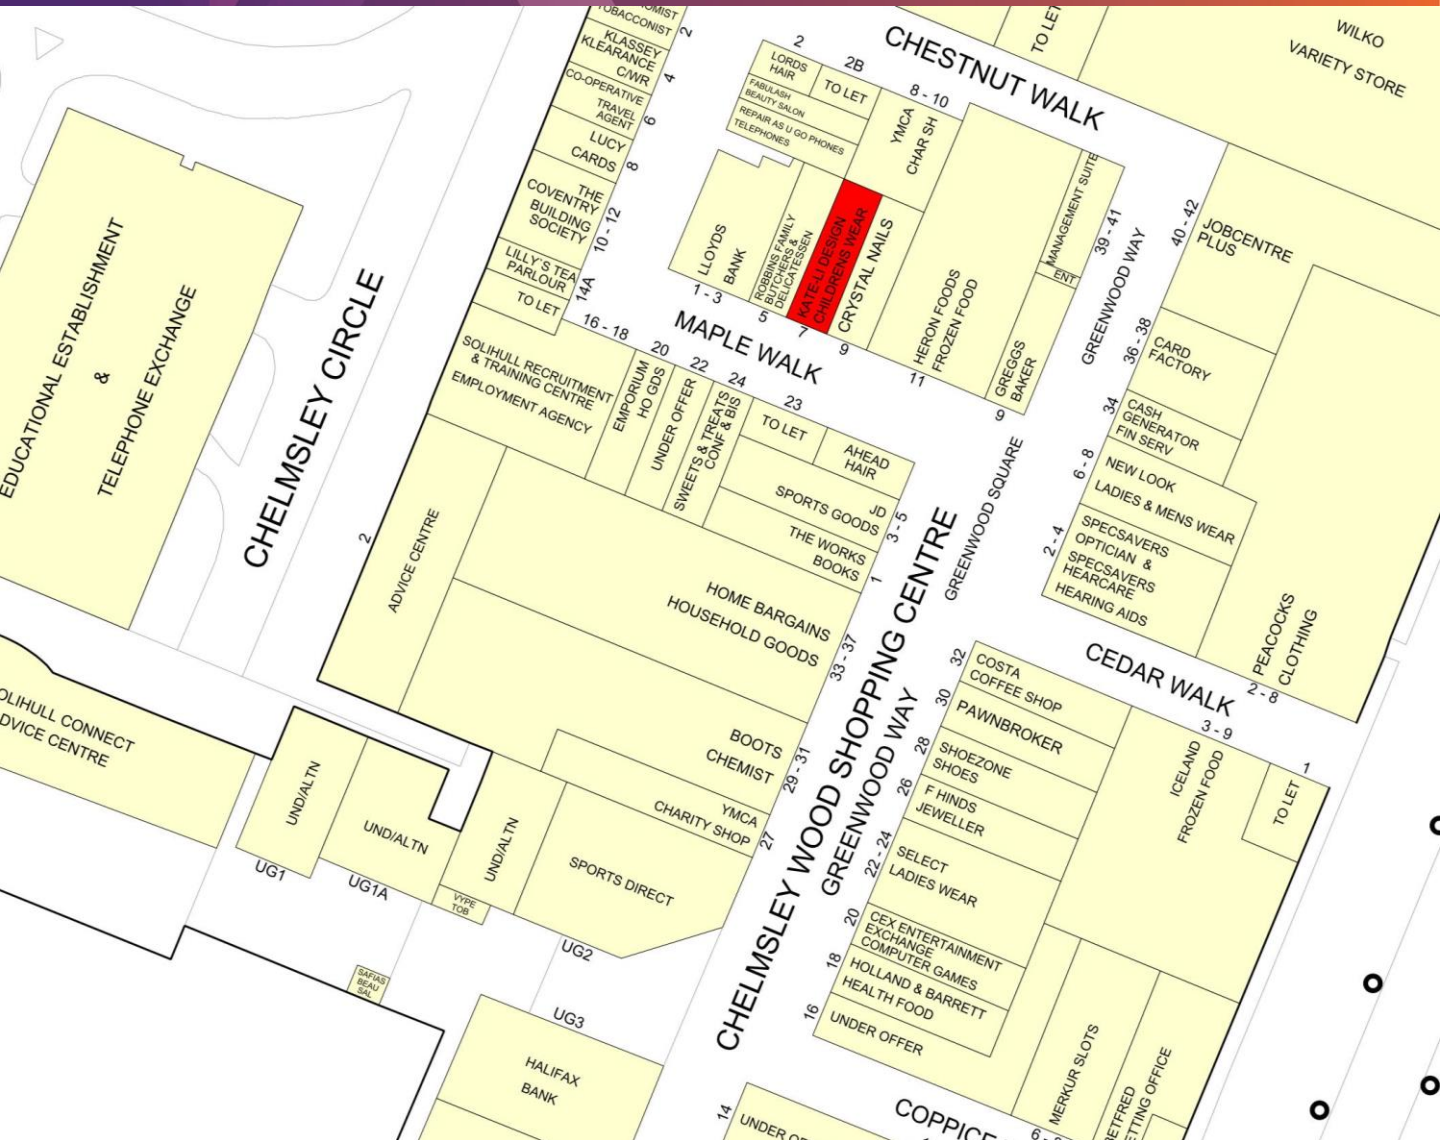 TOBACCONIST
2
KLASSEY
KLEARANCE
C/WR
4
CO-OPERATIVE
TRAVEL
AGENT
6
LUCY
CARDS
8
THE
COVENTRY
BUILDING
SOCIETY
10 - 12
LILLY'S TEA
PARLOUR
14A
TO LET
2
LORDS
HAIR
2B
TO LET
FABULASH
BEAUTY SALON
REPAIR AS U GO PHONES
TELEPHONES
8 - 10
YMCA
CHAR SH
CHESTNUT WALK
TO LET
WILKO
VARIETY STORE
LLOYDS
BANK
1 - 3
ROBBINS FAMILY
BUTCHERS &
DELICATESSEN
5
KATE-LI DESIGN
CHILDRENS WEAR
7
CRYSTAL NAILS
9
HERON FOODS
FROZEN FOOD
11
MANAGEMENT SUITE
ENT
39 - 41
GREGGS
BAKER
9
GREENWOOD WAY
40 - 42
JOBCENTRE
PLUS
36 - 38
CARD
FACTORY
34
CASH
GENERATOR
FIN SERV
6 - 8
NEW LOOK
LADIES & MENS WEAR
2 - 4
SPECSAVERS
OPTICIAN &
SPECSAVERS
HEARCARE
HEARING AIDS
PEACOCKS
CLOTHING
2 - 8
EDUCATIONAL ESTABLISHMENT
&
TELEPHONE EXCHANGE
CHELMSLEY CIRCLE
MAPLE WALK
16 - 18
SOLIHULL RECRUITMENT
& TRAINING CENTRE
EMPLOYMENT AGENCY
20
EMPORIUM
HO GDS
22
UNDER OFFER
24
SWEETS & TREATS
CONF & BIS
23
TO LET
AHEAD
HAIR
JD
SPORTS GOODS
3 - 5
THE WORKS
BOOKS
1
GREENWOOD SQUARE
2
ADVICE CENTRE
HOME BARGAINS
HOUSEHOLD GOODS
33 - 37
BOOTS
CHEMIST
29 - 31
YMCA
CHARITY SHOP
27
CHELMSLEY WOOD SHOPPING CENTRE
GREENWOOD WAY
CEDAR WALK
32
COSTA
COFFEE SHOP
30
PAWNBROKER
28
SHOEZONE
SHOES
26
F HINDS
JEWELLER
22 - 24
SELECT
LADIES WEAR
20
CEX ENTERTAINMENT
EXCHANGE
COMPUTER GAMES
18
HOLLAND & BARRETT
HEALTH FOOD
16
UNDER OFFER
3 - 9
ICELAND
FROZEN FOOD
1
TO LET
MERKUR SLOTS
CONNECT
CENTRE
UND/ALTN
UG1
UND/ALTN
UG1A
UND/ALTN
VYPE
TOB
SPORTS DIRECT
UG2
SAFIAS
BEAU
SAL
UG3
HALIFAX
BANK
14
UNDER
COPPICE
OFFICE